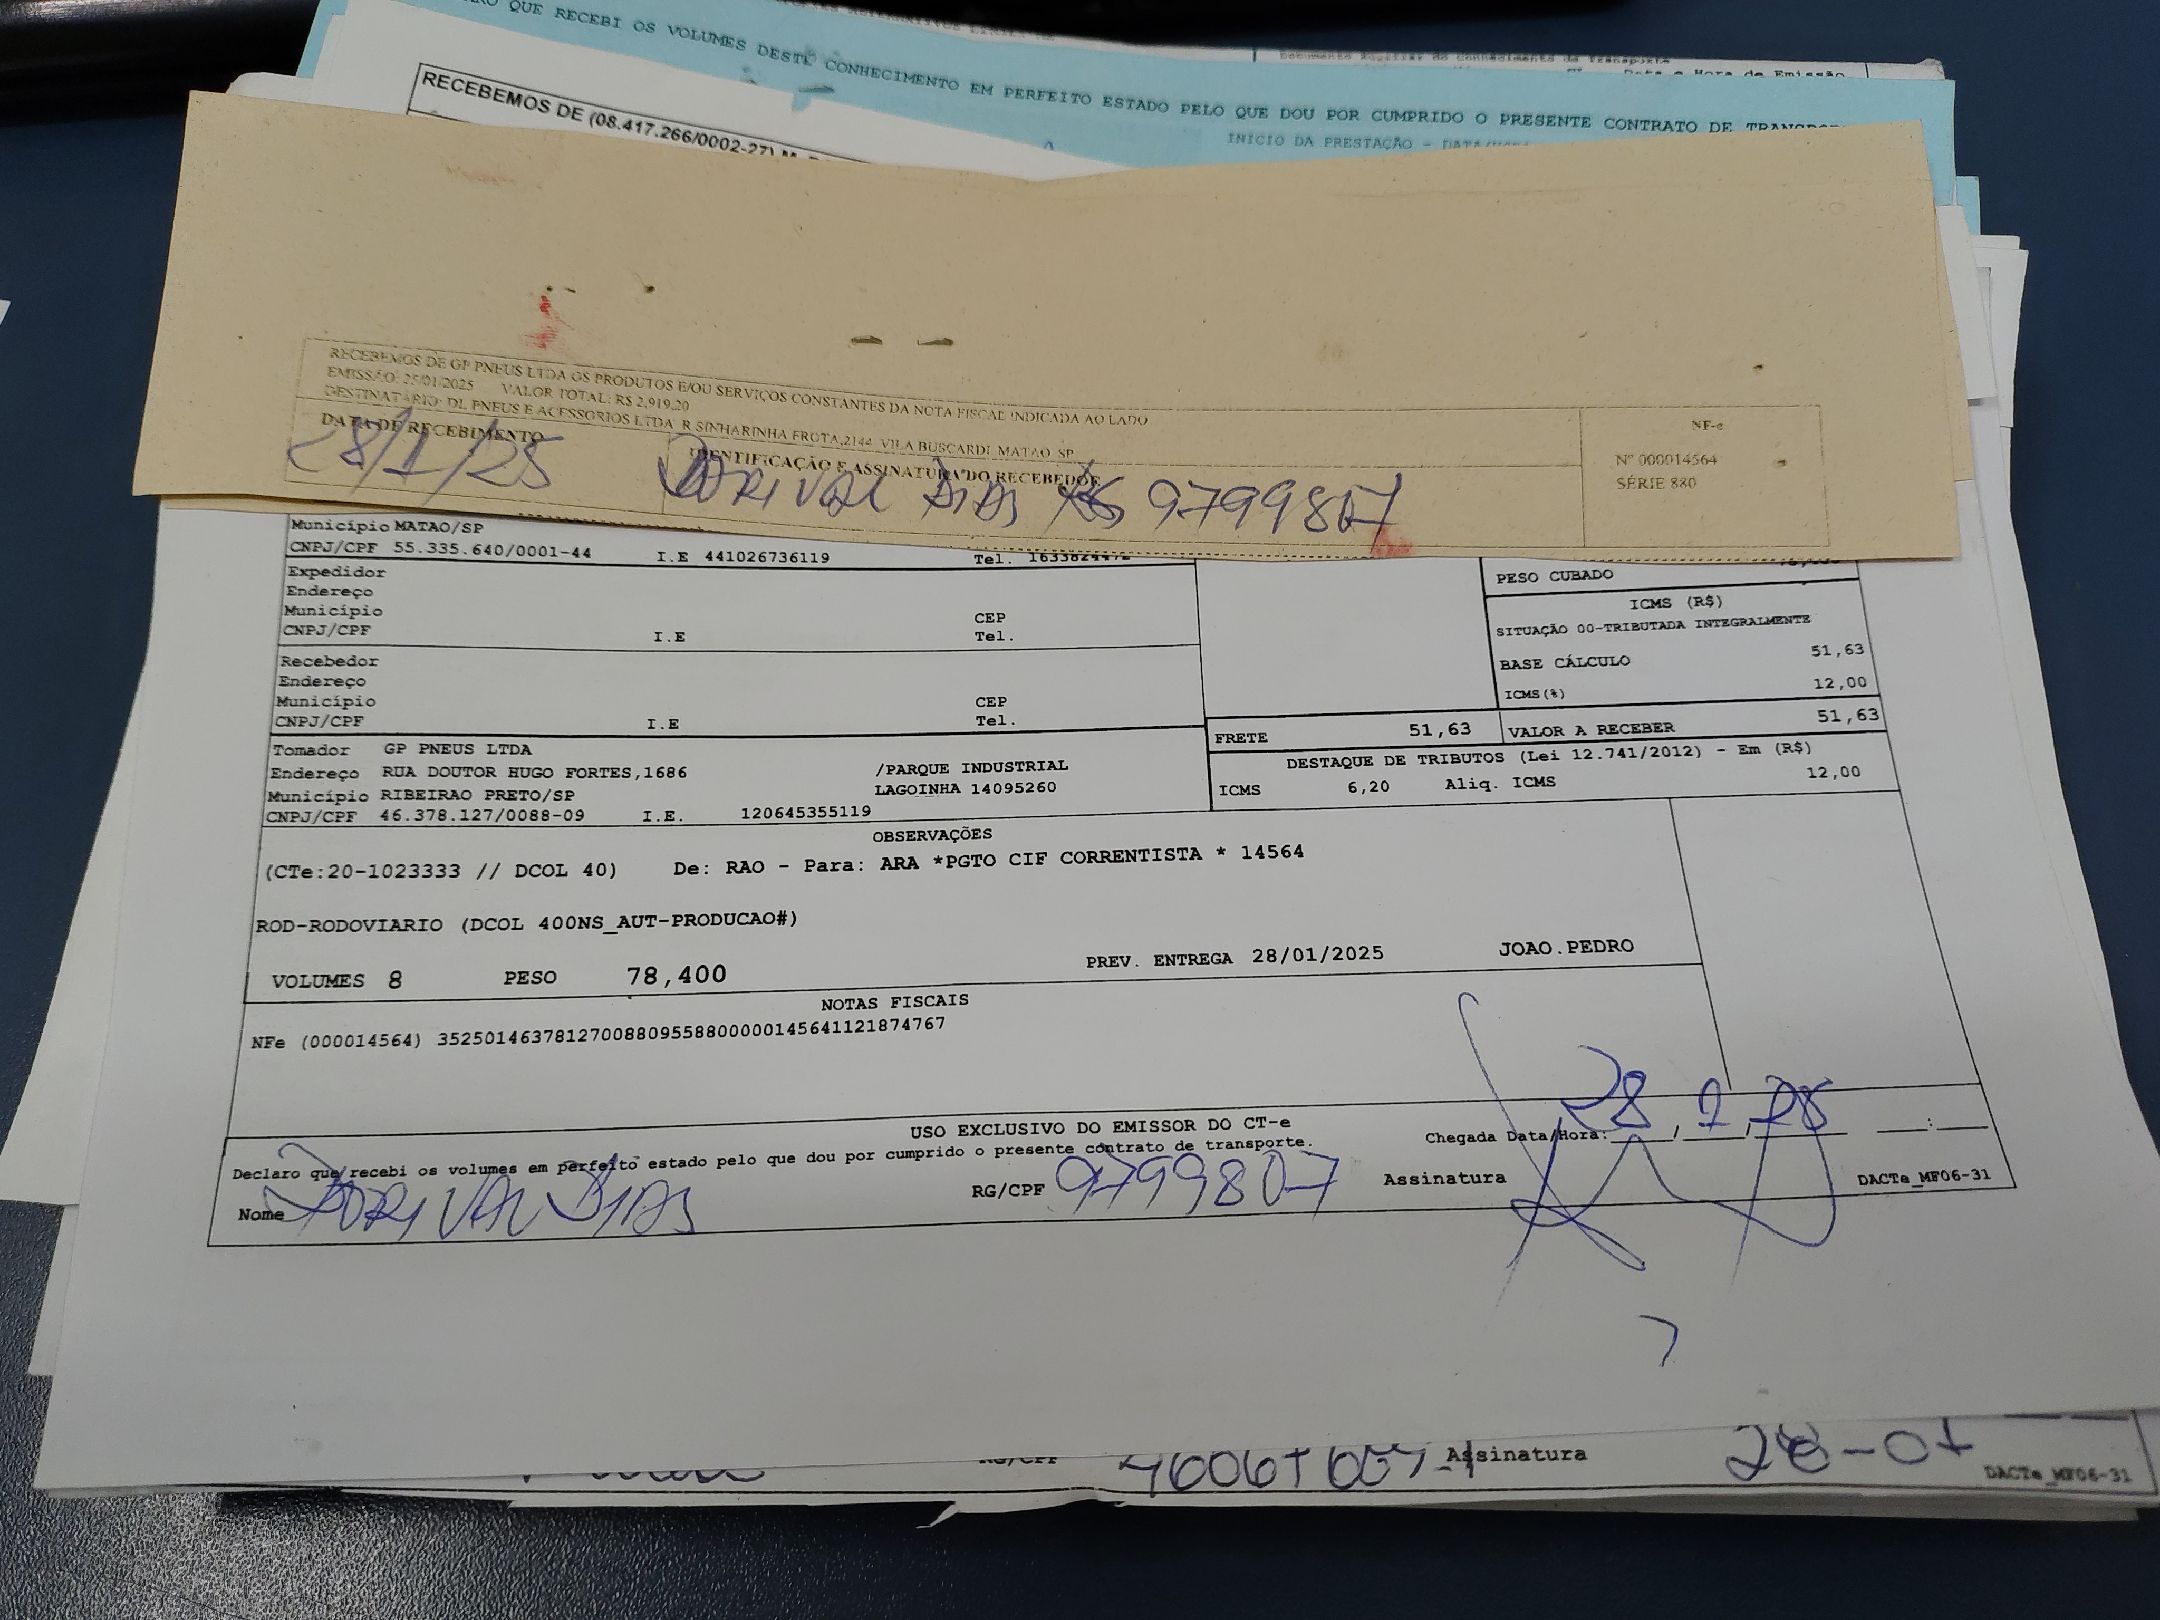 QUE RECEBI OS VOLUMES DESTE CONHECIMENTO EM PERFEITO ESTADO PELO QUE DOU POR CUMPRIDO O PRESENTE CONTRATO DE
INICIO DA PRESTAÇÃO -
RECEBEMOS DE (08.417.266/0002-27)
RECEBEMOS DE GP PNEUS LTDA OS PRODUTOS E/OU SERVIÇOS CONSTANTES DA NOTA FISCAL INDICADA AO LADO
EMISSÃO: 25/01/2025 VALOR TOTAL: R$ 2,919,20
DESTINATÁRIO: DL PNEUS E ACESSORIOS LTDA R SINHARINHA FROTA,2144 VILA BUSCARDI MATAO SP
DATA DE RECEBIMENTO
IDENTIFICAÇÃO E ASSINATURA DO RECEBEDOR
28/1/25 DORIVAL DIAS RG 9799807
NF-e
Nº 000014564
SÉRIE 880
Município MATAO/SP
CNPJ/CPF 55.335.640/0001-44 I.E 441026736119 Tel.
Expedidor
Endereço
Município CEP
CNPJ/CPF I.E Tel.
Recebedor
Endereço
Município CEP
CNPJ/CPF I.E Tel.
PESO CUBADO
ICMS (R$)
SITUAÇÃO 00-TRIBUTADA INTEGRALMENTE
BASE CÁLCULO 51,63
ICMS(%) 12,00
FRETE 51,63 VALOR A RECEBER 51,63
DESTAQUE DE TRIBUTOS (Lei 12.741/2012) - Em (R$)
ICMS 6,20 Aliq. ICMS 12,00
Tomador GP PNEUS LTDA
Endereço RUA DOUTOR HUGO FORTES,1686 /PARQUE INDUSTRIAL
Município RIBEIRAO PRETO/SP LAGOINHA 14095260
CNPJ/CPF 46.378.127/0088-09 I.E. 120645355119
OBSERVAÇÕES
(CTe:20-1023333 // DCOL 40) De: RAO - Para: ARA *PGTO CIF CORRENTISTA * 14564
ROD-RODOVIARIO (DCOL 400NS_AUT-PRODUCAO#)
VOLUMES 8 PESO 78,400 PREV. ENTREGA 28/01/2025 JOAO.PEDRO
NOTAS FISCAIS
NFe (000014564) 35250146378127008809558800000145641121874767
USO EXCLUSIVO DO EMISSOR DO CT-e
Declaro que recebi os volumes em perfeito estado pelo que dou por cumprido o presente contrato de transporte.
Chegada Data/Hora: 28, 1, 25
Nome DORIVAL DIAS RG/CPF 9799807 Assinatura DACTe_MF06-31
Assinatura 28-01 DACTe_MF06-31